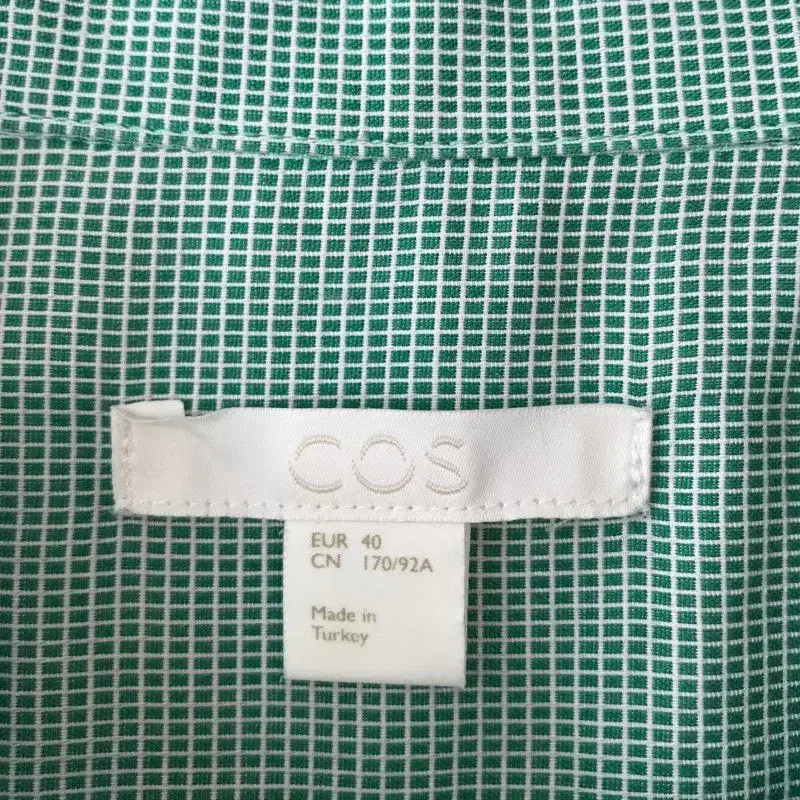 COS
EUR 40
CN 170/92A
Made in
Turkey